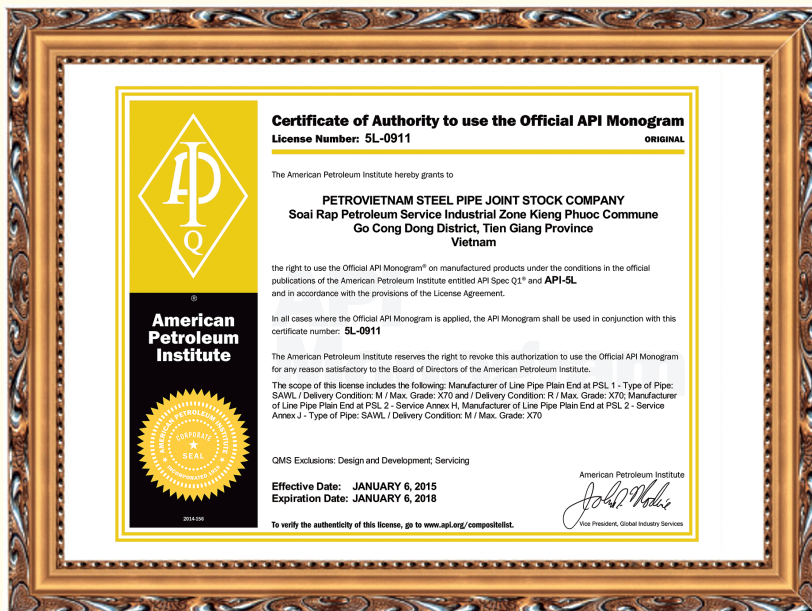 Certificate of Authority to use the Official API Monogram
License Number: 5L-0911
ORIGINAL
The American Petroleum Institute hereby grants to
PETROVIETNAM STEEL PIPE JOINT STOCK COMPANY
Soai Rap Petroleum Service Industrial Zone Kieng Phuoc Commune
Go Cong Dong District, Tien Giang Province
Vietnam
the right to use the Official API Monogram® on manufactured products under the conditions in the official
publications of the American Petroleum Institute entitled API Spec Q1® and API-5L
and in accordance with the provisions of the License Agreement.
In all cases where the Official API Monogram is applied, the API Monogram shall be used in conjunction with this
certificate number: 5L-0911
The American Petroleum Institute reserves the right to revoke this authorization to use the Official API Monogram
for any reason satisfactory to the Board of Directors of the American Petroleum Institute.
The scope of this license includes the following: Manufacturer of Line Pipe Plain End at PSL 1 - Type of Pipe:
SAWL / Delivery Condition: M / Max. Grade: X70 and / Delivery Condition: R / Max. Grade: X70; Manufacturer
of Line Pipe Plain End at PSL 2 - Service Annex H, Manufacturer of Line Pipe Plain End at PSL 2 - Service
Annex J - Type of Pipe: SAWL / Delivery Condition: M / Max. Grade: X70
QMS Exclusions: Design and Development; Servicing
Effective Date: JANUARY 6, 2015
Expiration Date: JANUARY 6, 2018
To verify the authenticity of this license, go to www.api.org/compositelist.
American Petroleum Institute
Vice President, Global Industry Services
API
Q
®
American
Petroleum
Institute
AMERICAN PETROLEUM INSTITUTE
CORPORATE
SEAL
INCORPORATED 1919
2014-156